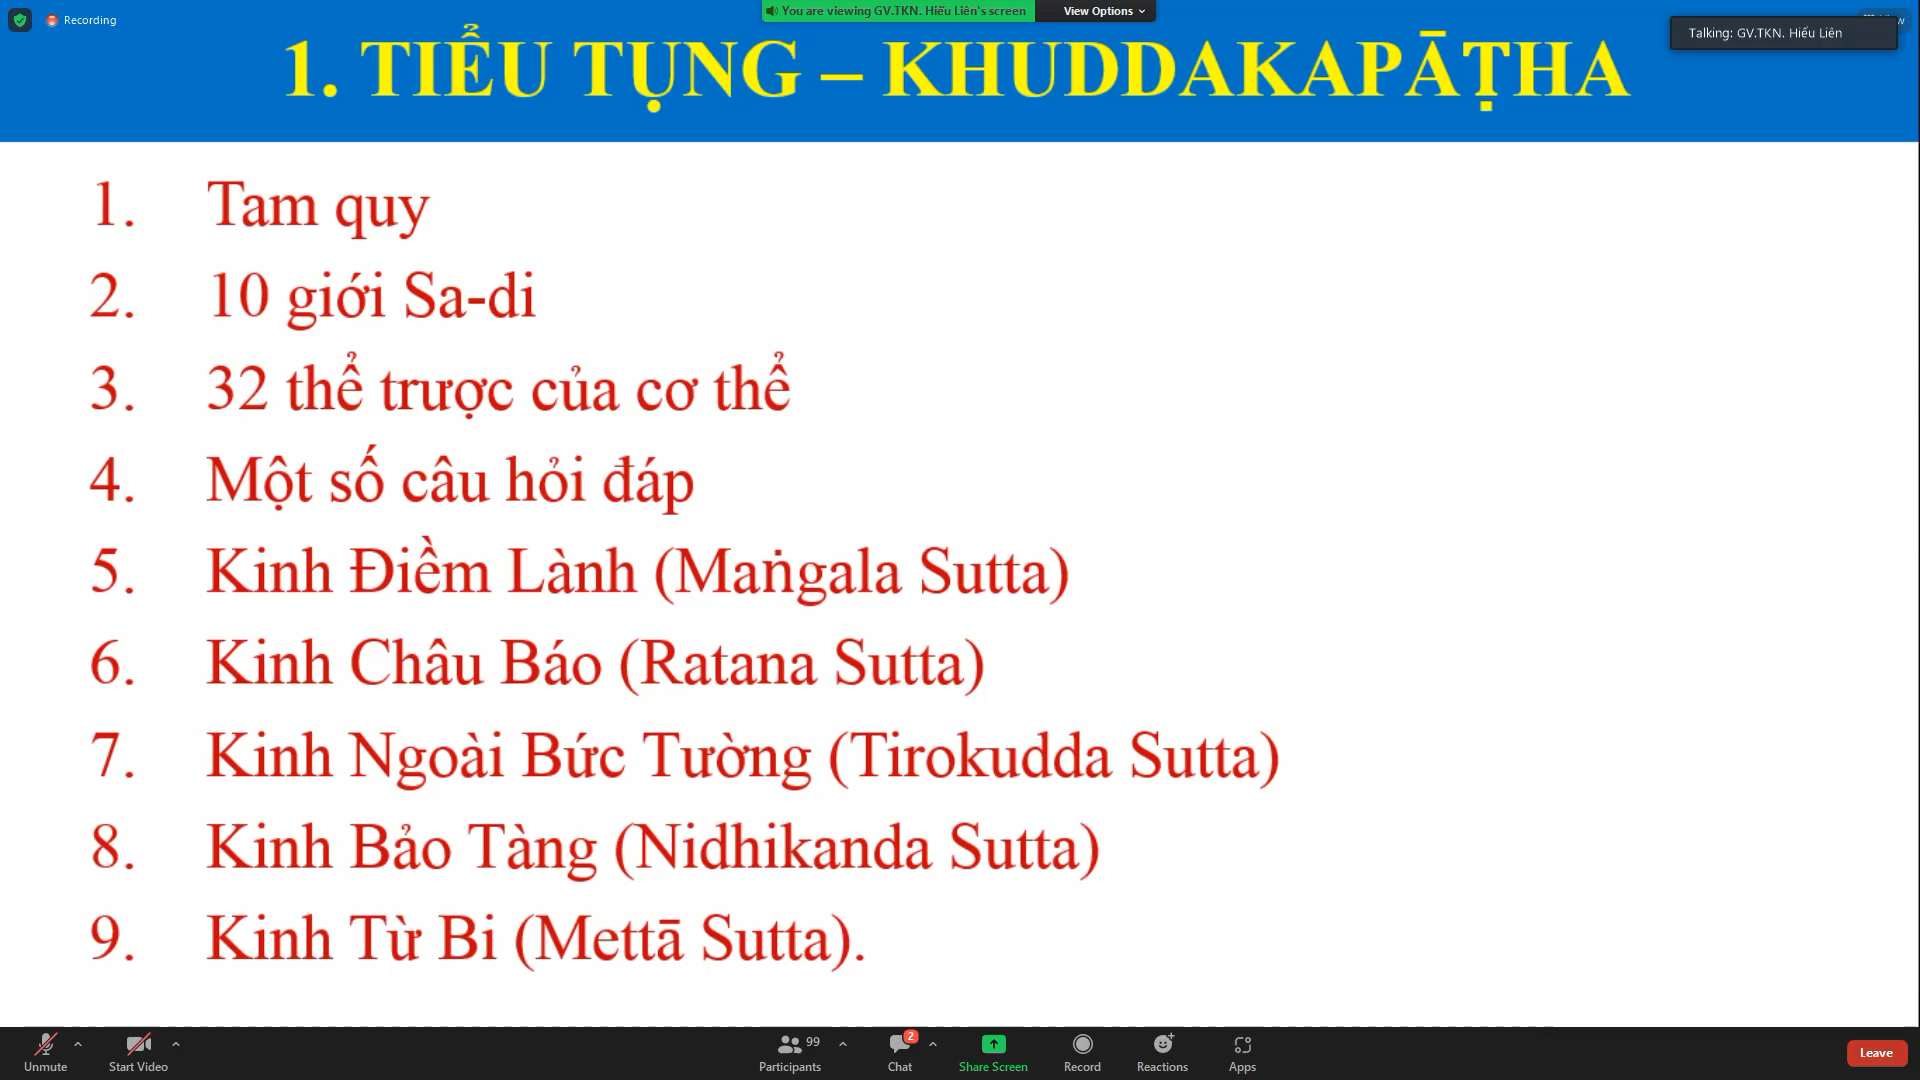 Recording
You are viewing GV.TKN. Hiếu Liên's screen
View Options
Talking: GV.TKN. Hiếu Liên
1. TIỂU TỤNG – KHUDDAKAPĀṬHA
1. Tam quy
2. 10 giới Sa-di
3. 32 thể trược của cơ thể
4. Một số câu hỏi đáp
5. Kinh Điềm Lành (Maṅgala Sutta)
6. Kinh Châu Báo (Ratana Sutta)
7. Kinh Ngoài Bức Tường (Tirokudda Sutta)
8. Kinh Bảo Tàng (Nidhikanda Sutta)
9. Kinh Từ Bi (Mettā Sutta).
99
2
Unmute
Start Video
Participants
Chat
Share Screen
Record
Reactions
Apps
Leave